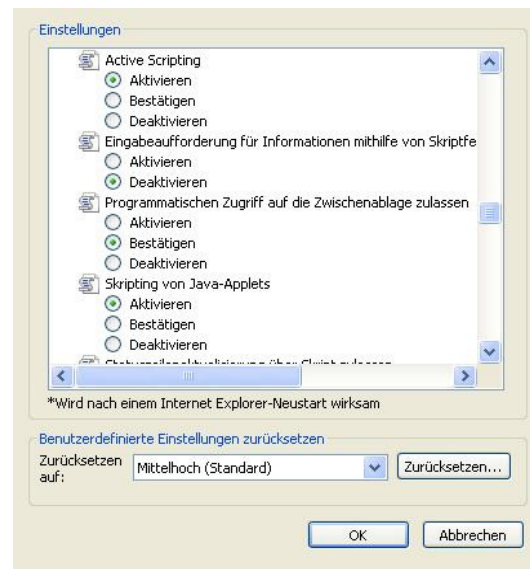 Einstellungen
Active Scripting
Aktivieren
Bestätigen
Deaktivieren
Eingabeaufforderung für Informationen mithilfe von Skriptfe
Aktivieren
Deaktivieren
Programmatischen Zugriff auf die Zwischenablage zulassen
Aktivieren
Bestätigen
Deaktivieren
Skripting von Java-Applets
Aktivieren
Bestätigen
Deaktivieren
*Wird nach einem Internet Explorer-Neustart wirksam
Benutzerdefinierte Einstellungen zurücksetzen
Zurücksetzen auf:
Mittelhoch (Standard)
Zurücksetzen...
OK
Abbrechen